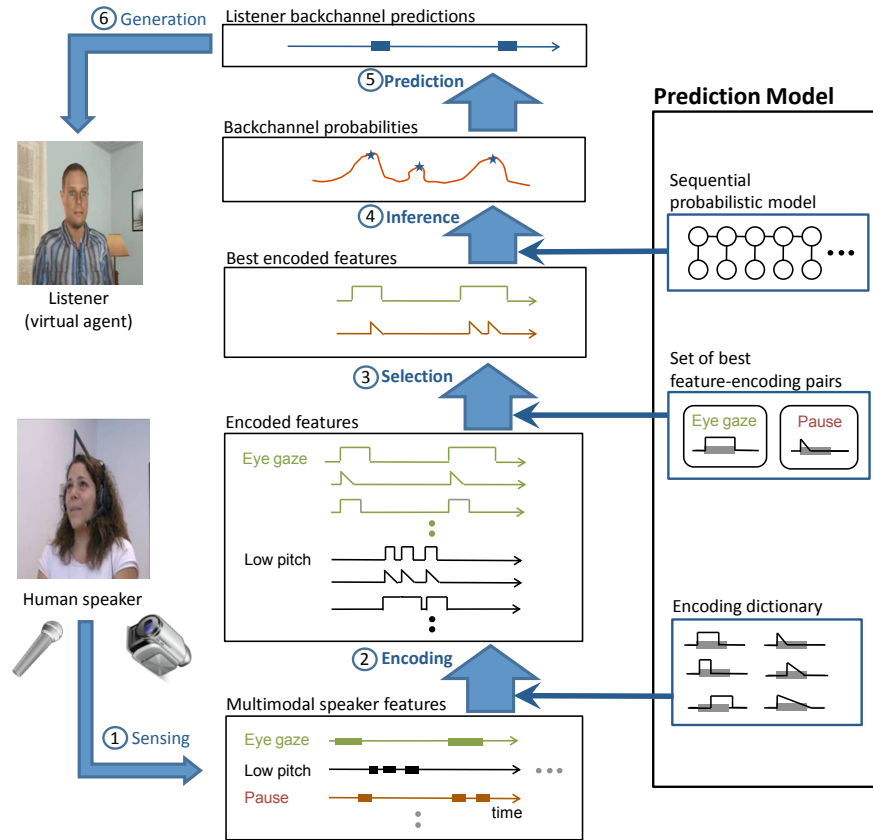 6 Generation
Listener backchannel predictions
5 Prediction
Prediction Model
Backchannel probabilities
Sequential
probabilistic model
4 Inference
Best encoded features
Listener
(virtual agent)
Set of best
feature-encoding pairs
3 Selection
Eye gaze
Pause
Encoded features
Eye gaze
Low pitch
Human speaker
Encoding dictionary
2 Encoding
Multimodal speaker features
1 Sensing
Eye gaze
Low pitch
Pause
time